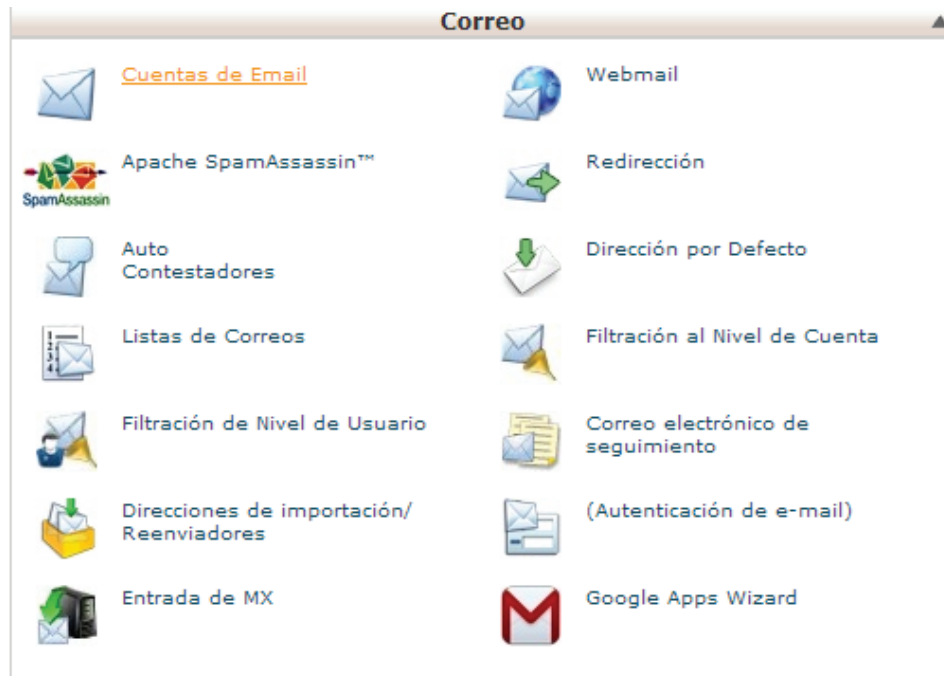 Correo
Cuentas de Email
Webmail
Apache SpamAssassin™
Redirección
SpamAssassin
Auto
Contestadores
Dirección por Defecto
Listas de Correos
Filtración al Nivel de Cuenta
Filtración de Nivel de Usuario
Correo electrónico de
seguimiento
Direcciones de importación/
Reenviadores
(Autenticación de e-mail)
Entrada de MX
Google Apps Wizard